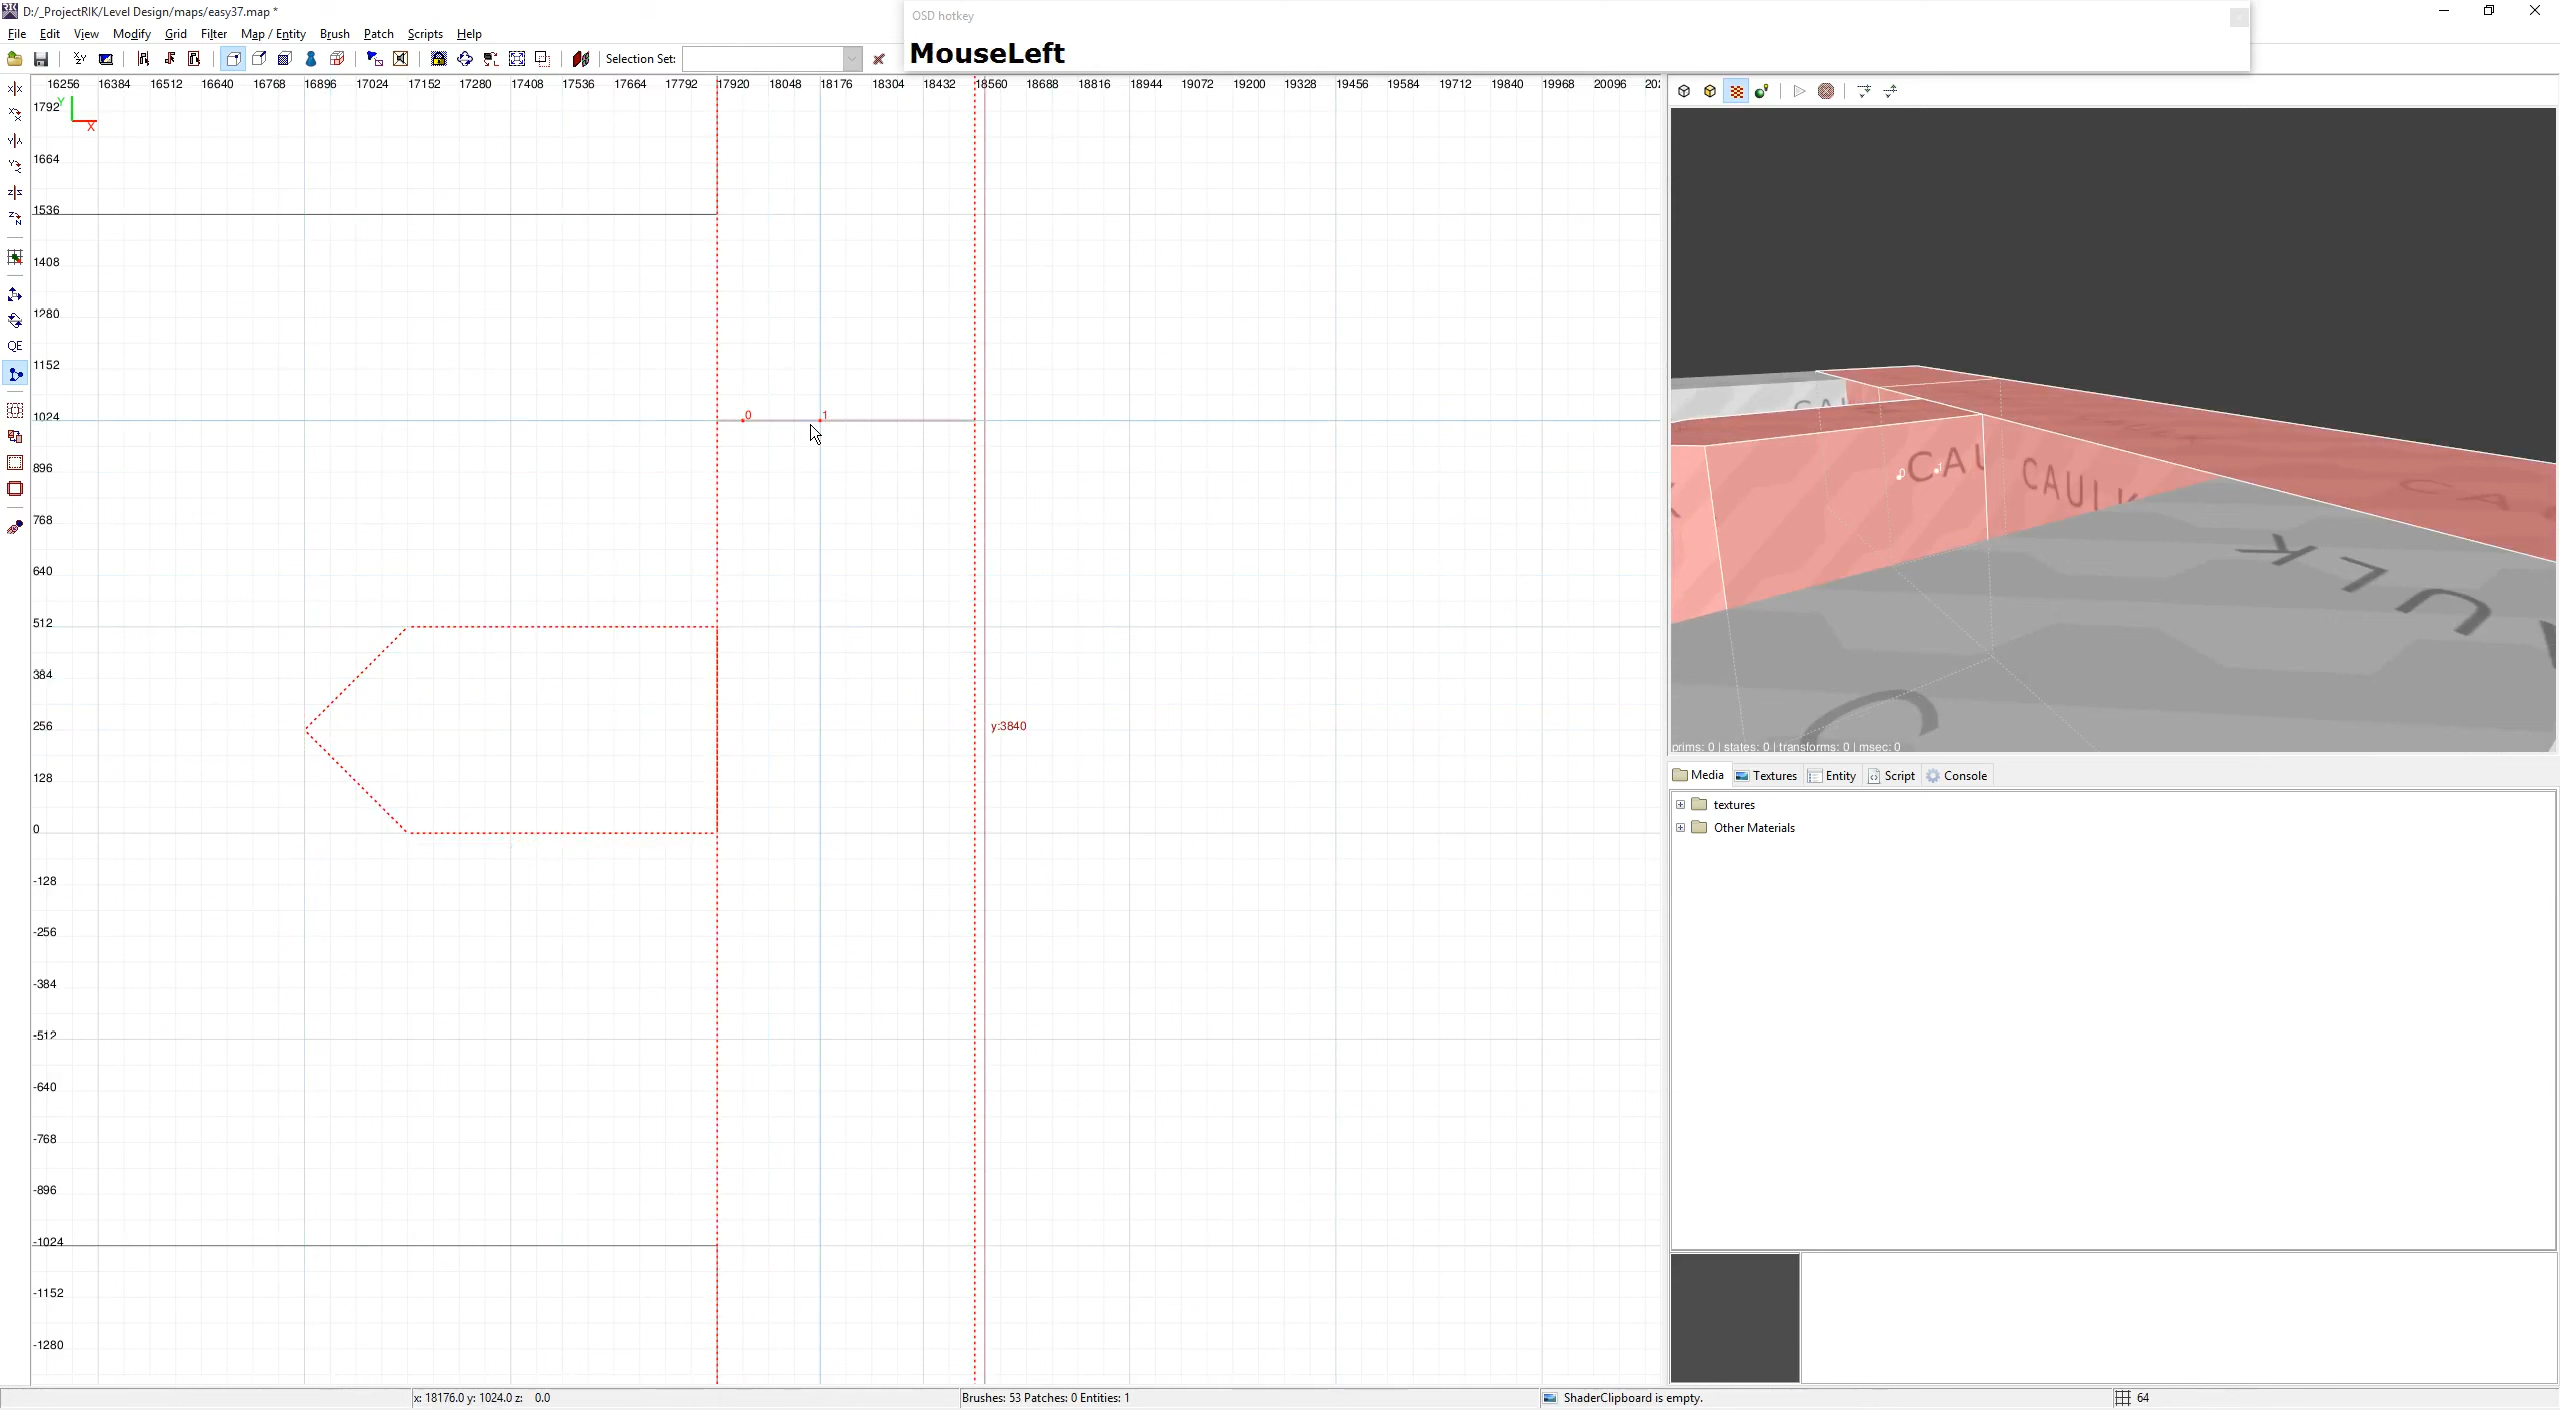 D:/_ProjectRIK/Level Design/maps/easy37.map *
OSD hotkey
MouseLeft
File Edit View Modify Grid Filter Map / Entity Brush Patch Scripts Help
Selection Set:
16256 16384 16512 16640 16768 16896 17024 17152 17280 17408 17536 17664 17792 17920 18048 18176 18304 18432 18560 18688 18816 18944 19072 19200 19328 19456 19584 19712 19840 19968 20096
Y
X
1792
1664
1536
1408
1280
1152
1024
896
768
640
512
384
256
128
0
-128
-256
-384
-512
-640
-768
-896
-1024
-1152
-1280
0 1
y:3840
QE
CAULK
prims: 0 | states: 0 | transforms: 0 | msec: 0
Media Textures Entity Script Console
textures
Other Materials
x: 18176.0 y: 1024.0 z: 0.0
Brushes: 53 Patches: 0 Entities: 1
ShaderClipboard is empty.
64